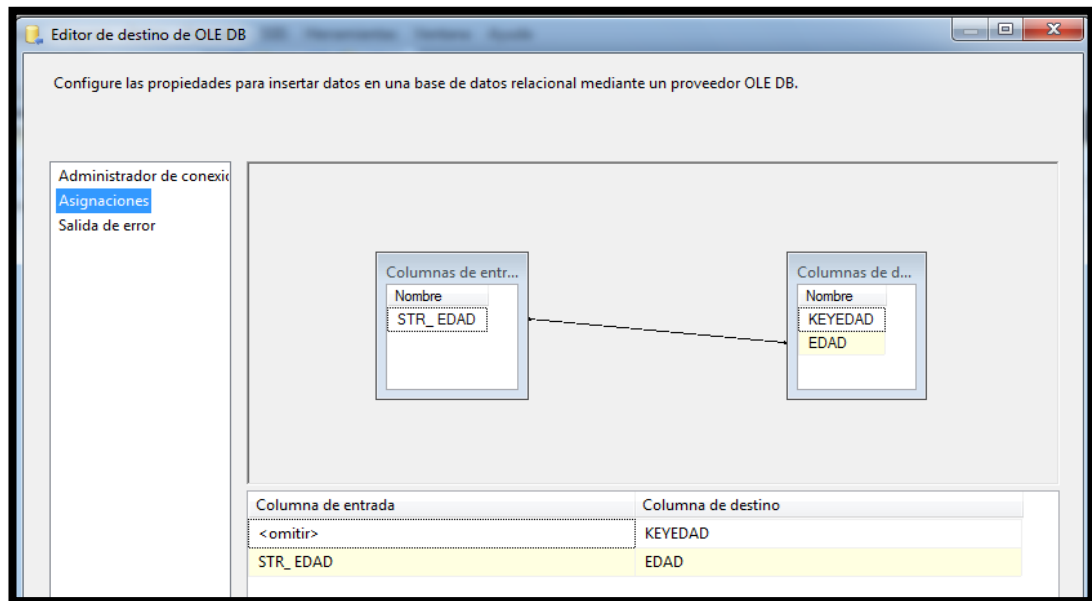 Editor de destino de OLE DB
Configure las propiedades para insertar datos en una base de datos relacional mediante un proveedor OLE DB.
Administrador de conexi
Asignaciones
Salida de error
Columnas de entr...
Nombre
STR_ EDAD
Columnas de d...
Nombre
KEYEDAD
EDAD
Columna de entrada Columna de destino
<omitir> KEYEDAD
STR_ EDAD EDAD